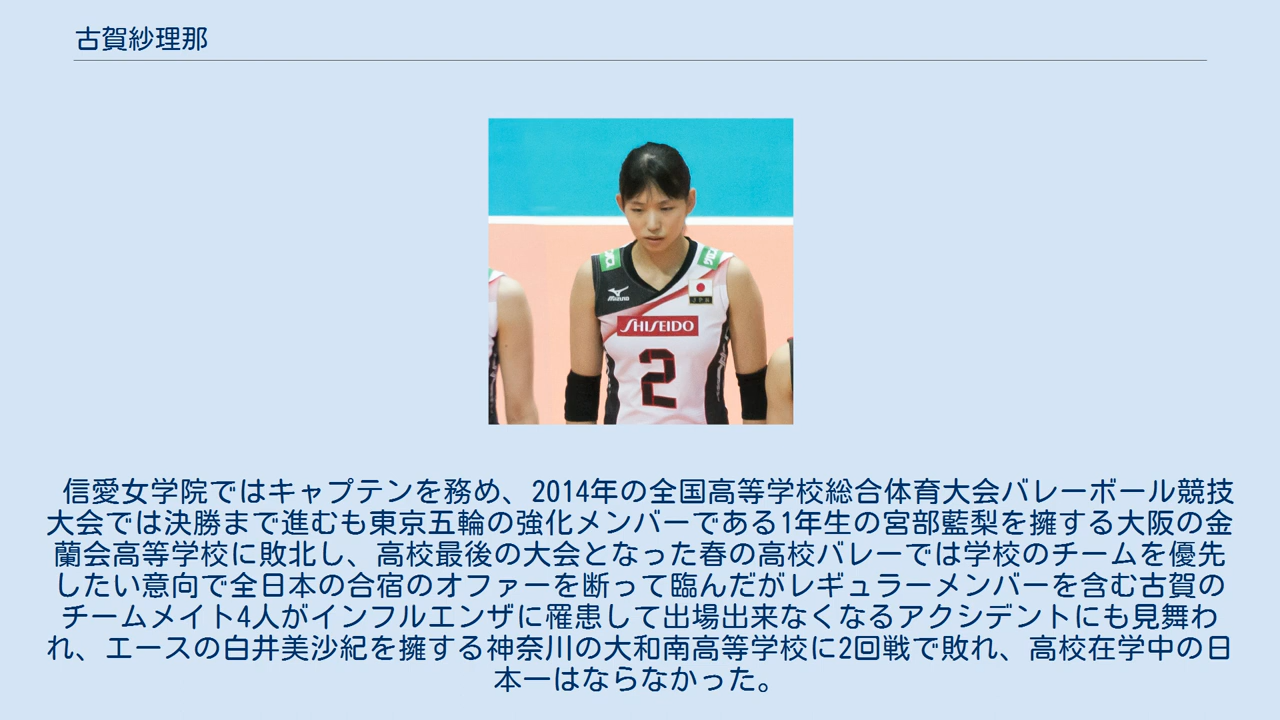 古賀紗理那
MIZUNO
SHISEIDO
2
信愛女学院ではキャプテンを務め、2014年の全国高等学校総合体育大会バレーボール競技
大会では決勝まで進むも東京五輪の強化メンバーである1年生の宮部藍梨を擁する大阪の金
蘭会高等学校に敗北し、高校最後の大会となった春の高校バレーでは学校のチームを優先
したい意向で全日本の合宿のオファーを断って臨んだがレギュラーメンバーを含む古賀の
チームメイト4人がインフルエンザに罹患して出場出来なくなるアクシデントにも見舞わ
れ、エースの白井美沙紀を擁する神奈川の大和南高等学校に2回戦で敗れ、高校在学中の日
本一はならなかった。